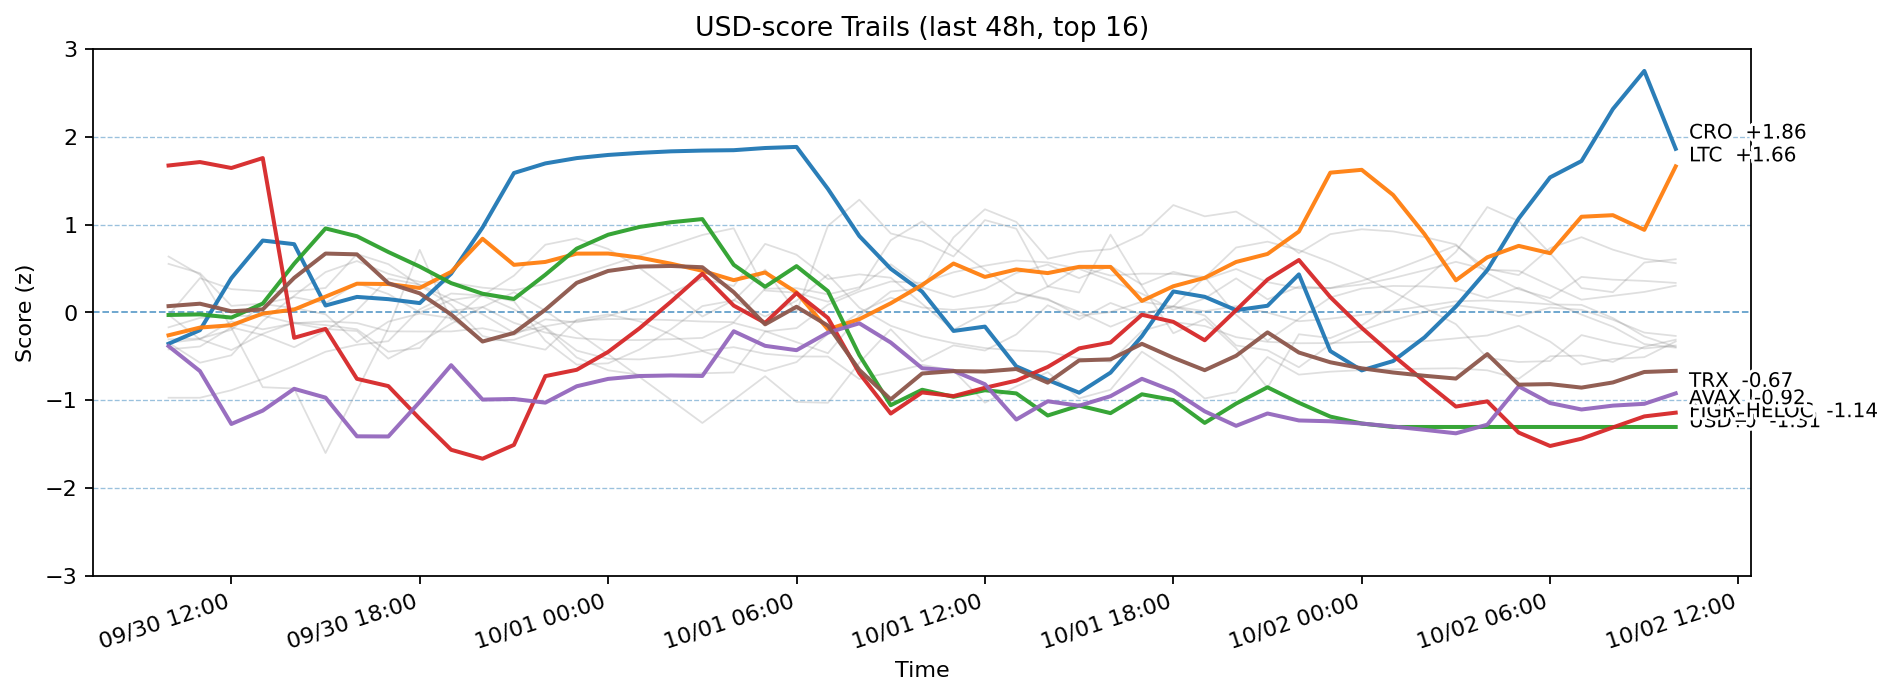 USD-score Trails (last 48h, top 16)
Score (z)
3
2
1
0
−1
−2
−3
CRO +1.86
LTC +1.66
TRX -0.67
AVAX -0.92
FIGR_HELOC -1.14
-1.31
09/30 12:00
09/30 18:00
10/01 00:00
10/01 06:00
10/01 12:00
10/01 18:00
10/02 00:00
10/02 06:00
10/02 12:00
Time